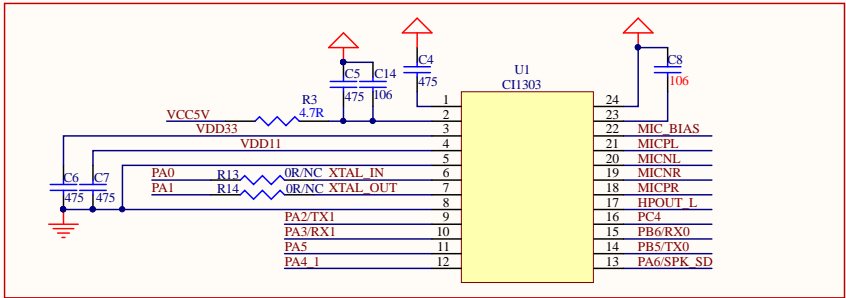 C4
475
C5
475
C14
106
C8
106
U1
CI1303
R3
4.7R
VCC5V
VDD33
VDD11
C6
475
C7
475
PA0 R13 0R/NC XTAL_IN
PA1 R14 0R/NC XTAL_OUT
PA2/TX1
PA3/RX1
PA5
PA4_1
1
2
3
4
5
6
7
8
9
10
11
12
24
23
22 MIC_BIAS
21 MICPL
20 MICNL
19 MICNR
18 MICPR
17 HPOUT_L
16 PC4
15 PB6/RX0
14 PB5/TX0
13 PA6/SPK_SD